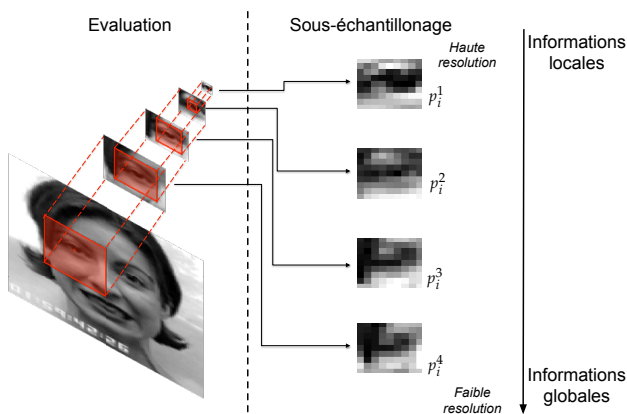 Evaluation
Sous-échantillonage
Haute
resolution
Informations
locales
p_i^1
p_i^2
p_i^3
p_i^4
Faible
resolution
Informations
globales